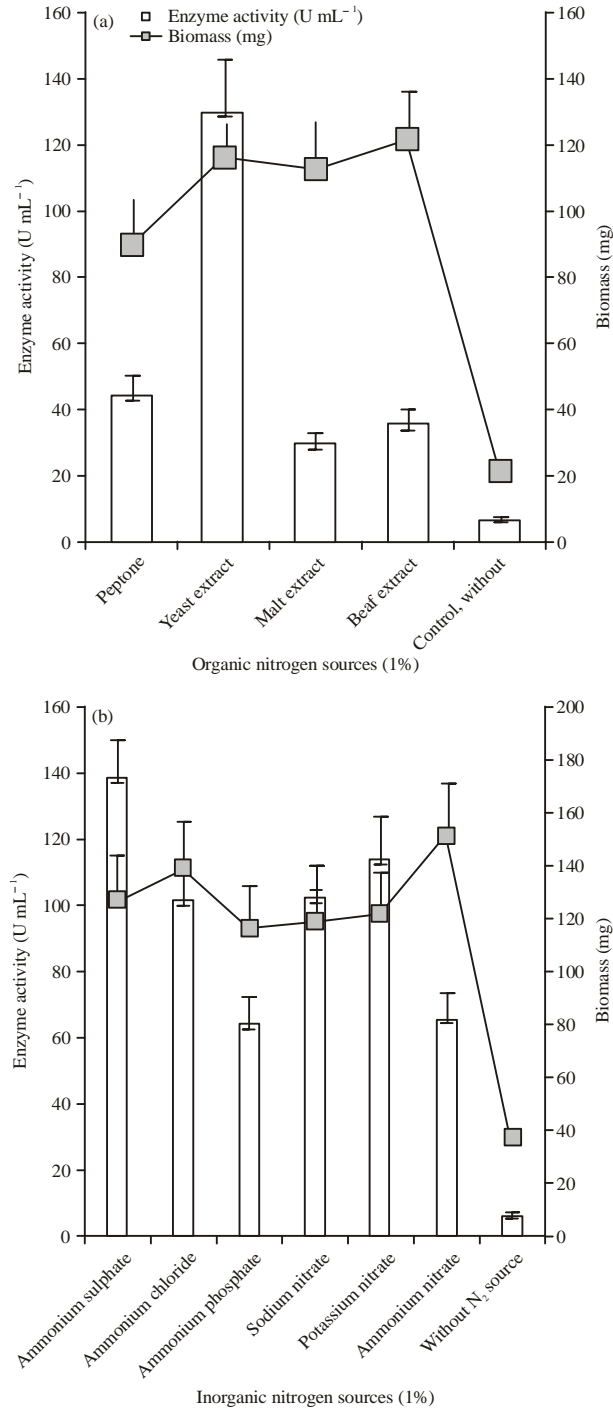 (a)
Enzyme activity (U mL⁻¹)
Biomass (mg)
160
140
120
100
80
60
40
20
0
Enzyme activity (U mL⁻¹)
160
140
120
100
80
60
40
20
0
Biomass (mg)
Peptone
Yeast extract
Malt extract
Beaf extract
Control, without
Organic nitrogen sources (1%)
(b)
160
140
120
100
80
60
40
20
0
Enzyme activity (U mL⁻¹)
200
180
160
140
120
100
80
60
40
20
0
Biomass (mg)
Ammonium sulphate
Ammonium chloride
Ammonium phosphate
Sodium nitrate
Potassium nitrate
Ammonium nitrate
Without N₂ source
Inorganic nitrogen sources (1%)